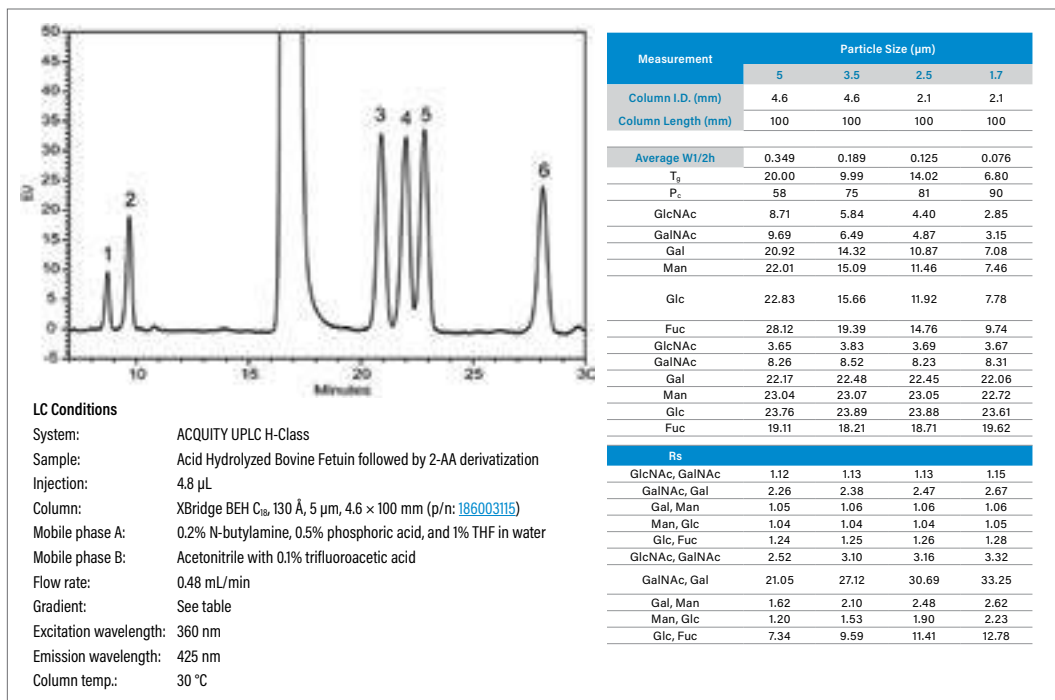 50
45
40
35
30
25
20
15
10
5
0
-5
EU
1
2
3
4
5
6
10
20
30
Minutes
LC Conditions
System: ACQUITY UPLC H-Class
Sample: Acid Hydrolyzed Bovine Fetuin followed by 2-AA derivatization
Injection: 4.8 µL
Column: XBridge BEH C18, 130 Å, 5 µm, 4.6 × 100 mm (p/n: 186003115)
Mobile phase A: 0.2% N-butylamine, 0.5% phosphoric acid, and 1% THF in water
Mobile phase B: Acetonitrile with 0.1% trifluoroacetic acid
Flow rate: 0.48 mL/min
Gradient: See table
Excitation wavelength: 360 nm
Emission wavelength: 425 nm
Column temp.: 30 °C
Measurement Particle Size (µm)
5 3.5 2.5 1.7
Column I.D. (mm) 4.6 4.6 2.1 2.1
Column Length (mm) 100 100 100 100
Average W1/2h 0.349 0.189 0.125 0.076
Tg 20.00 9.99 14.02 6.80
Pc 58 75 81 90
GlcNAc 8.71 5.84 4.40 2.85
GalNAc 9.69 6.49 4.87 3.15
Gal 20.92 14.32 10.87 7.08
Man 22.01 15.09 11.46 7.46
Glc 22.83 15.66 11.92 7.78
Fuc 28.12 19.39 14.76 9.74
GlcNAc 3.65 3.83 3.69 3.67
GalNAc 8.26 8.52 8.23 8.31
Gal 22.17 22.48 22.45 22.06
Man 23.04 23.07 23.05 22.72
Glc 23.76 23.89 23.88 23.61
Fuc 19.11 18.21 18.71 19.62
Rs
GlcNAc, GalNAc 1.12 1.13 1.13 1.15
GalNAc, Gal 2.26 2.38 2.47 2.67
Gal, Man 1.05 1.06 1.06 1.06
Man, Glc 1.04 1.04 1.04 1.05
Glc, Fuc 1.24 1.25 1.26 1.28
GlcNAc, GalNAc 2.52 3.10 3.16 3.32
GalNAc, Gal 21.05 27.12 30.69 33.25
Gal, Man 1.62 2.10 2.48 2.62
Man, Glc 1.20 1.53 1.90 2.23
Glc, Fuc 7.34 9.59 11.41 12.78